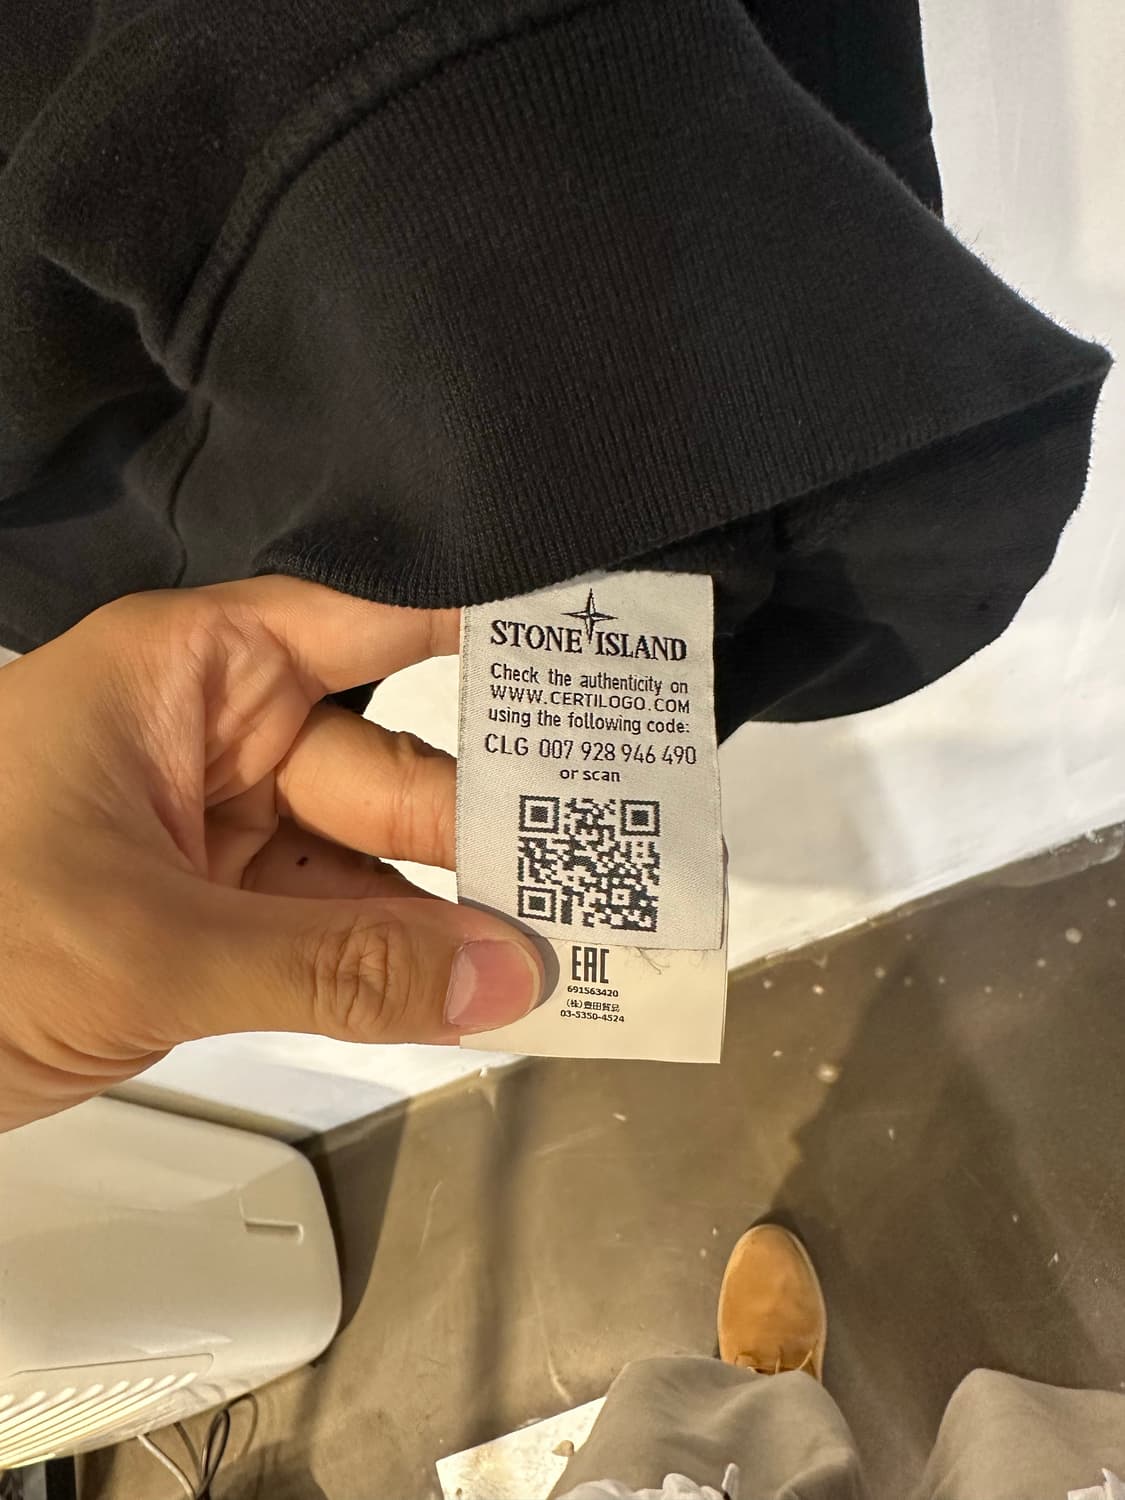 STONE ISLAND
Check the authenticity on
WWW.CERTILOGO.COM
using the following code:
CLG 007 928 946 490
or scan
EAC
691563420
(株)豊田貿易
03-5350-4524